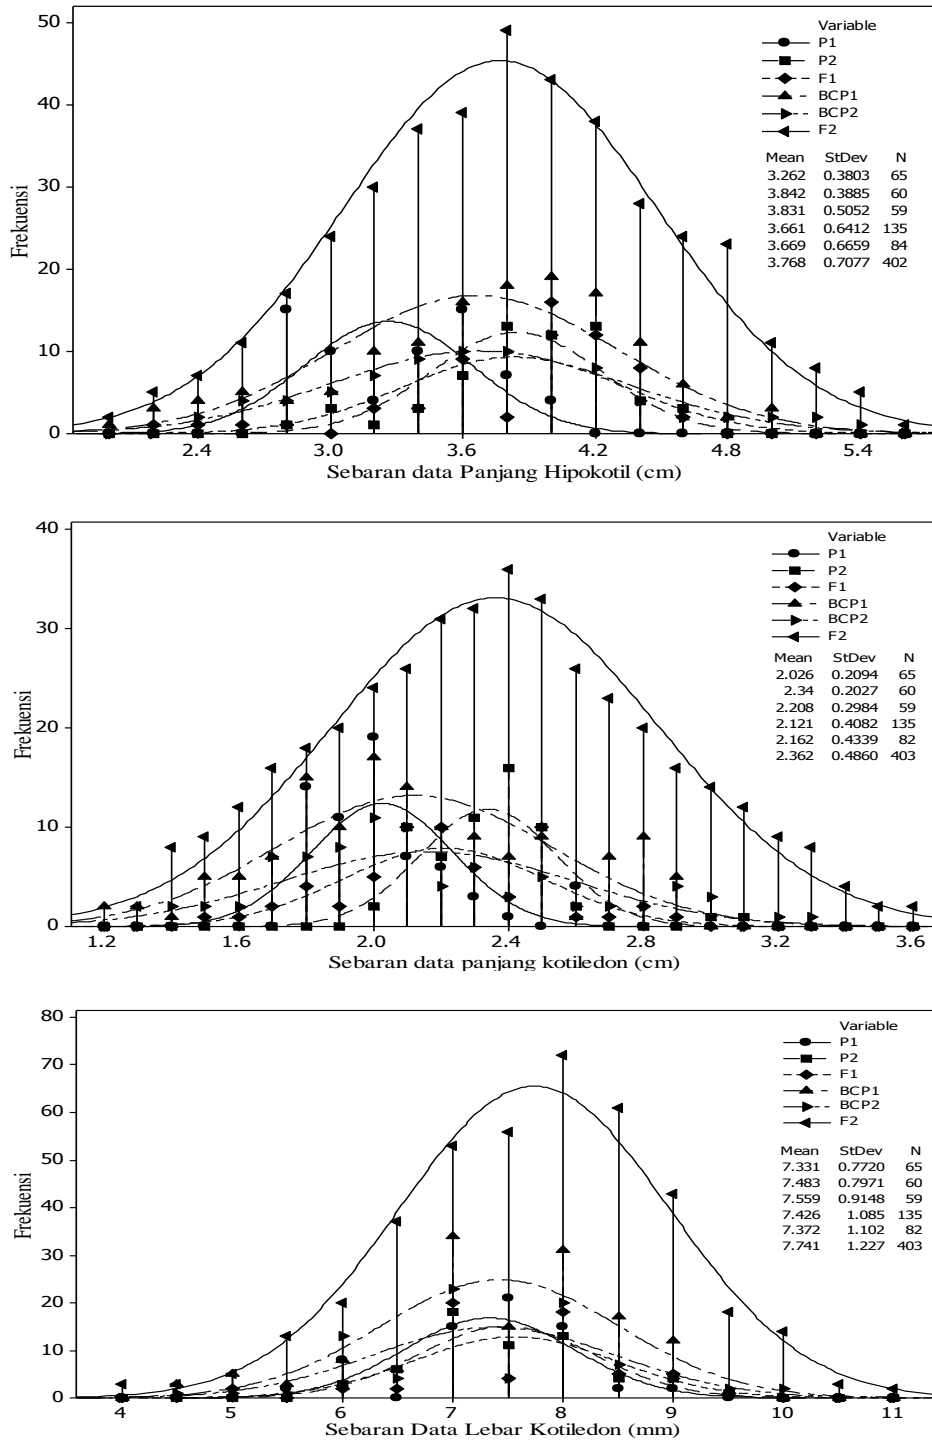 Variable
P1
P2
F1
BCP1
BCP2
F2
Mean StDev N
3.262 0.3803 65
3.842 0.3885 60
3.831 0.5052 59
3.661 0.6412 135
3.669 0.6659 84
3.768 0.7077 402
Frekuensi
50
40
30
20
10
0
2.4 3.0 3.6 4.2 4.8 5.4
Sebaran data Panjang Hipokotil (cm)
Variable
P1
P2
F1
BCP1
BCP2
F2
Mean StDev N
2.026 0.2094 65
2.34 0.2027 60
2.208 0.2984 59
2.121 0.4082 135
2.162 0.4339 82
2.362 0.4860 403
Frekuensi
40
30
20
10
0
1.2 1.6 2.0 2.4 2.8 3.2 3.6
Sebaran data panjang kotiledon (cm)
Variable
P1
P2
F1
BCP1
BCP2
F2
Mean StDev N
7.331 0.7720 65
7.483 0.7971 60
7.559 0.9148 59
7.426 1.085 135
7.372 1.102 82
7.741 1.227 403
Frekuensi
80
70
60
50
40
30
20
10
0
4 5 6 7 8 9 10 11
Sebaran Data Lebar Kotiledon (mm)